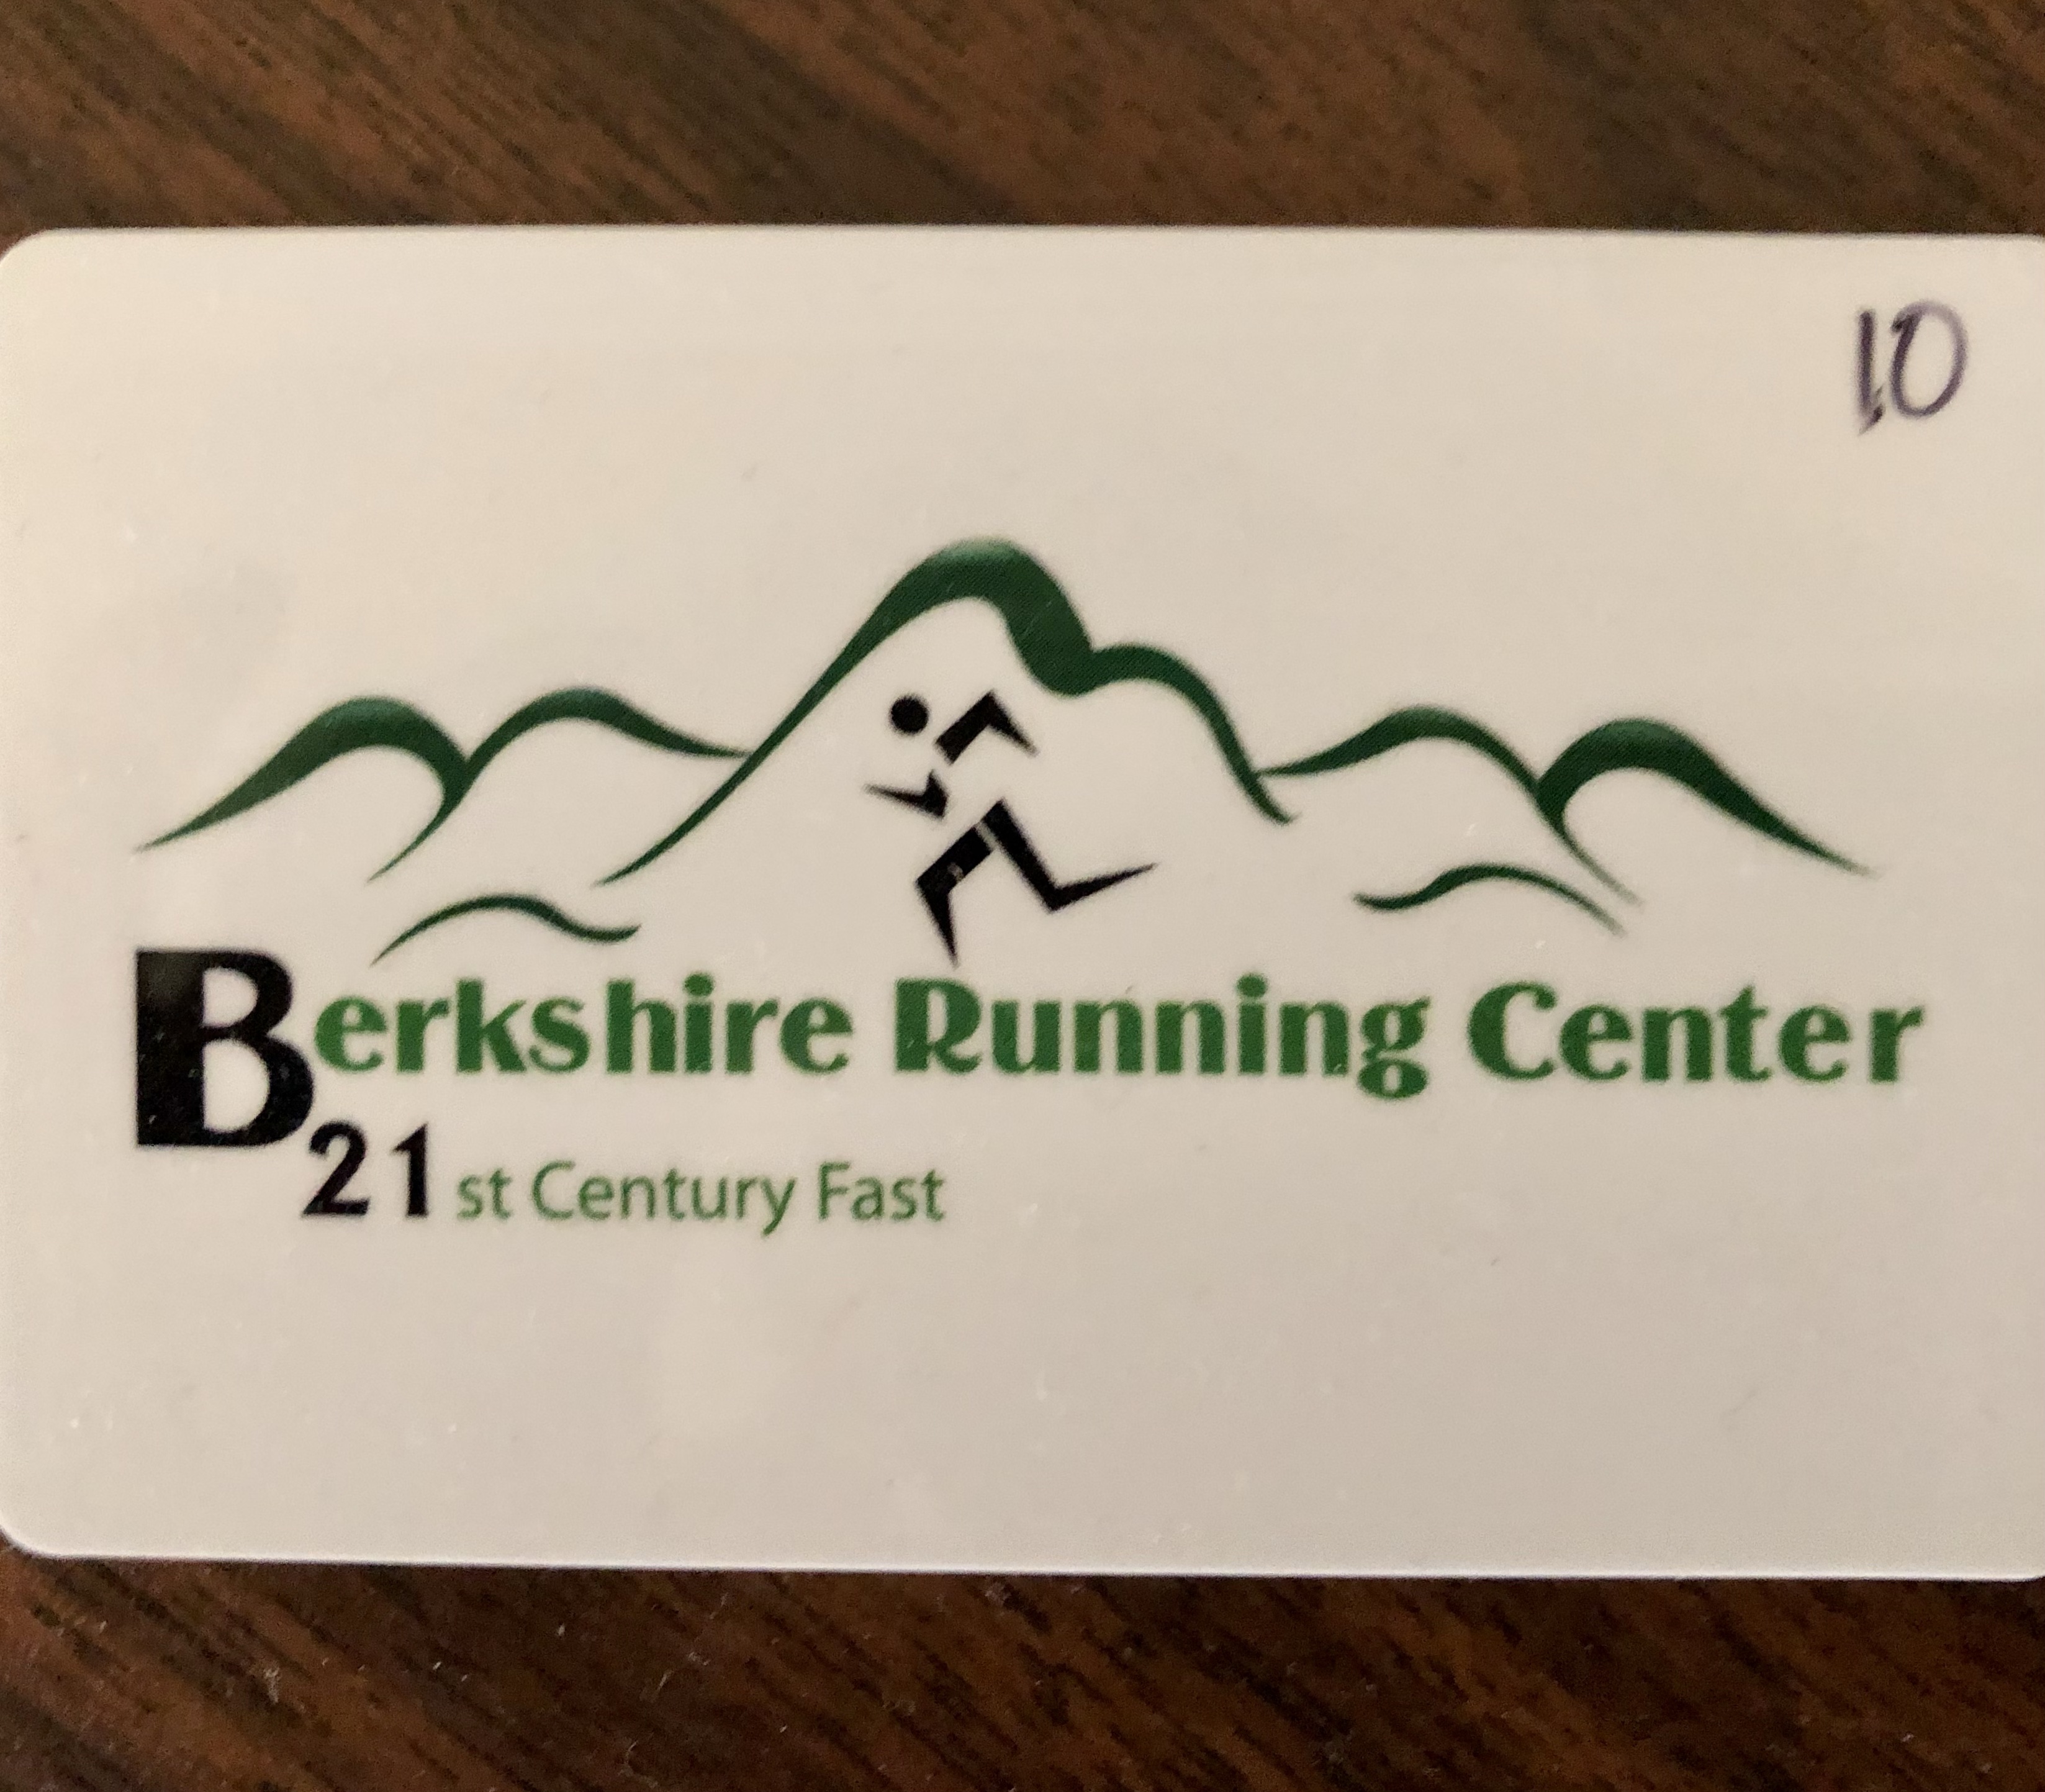 10
Berkshire Running Center
21st Century Fast